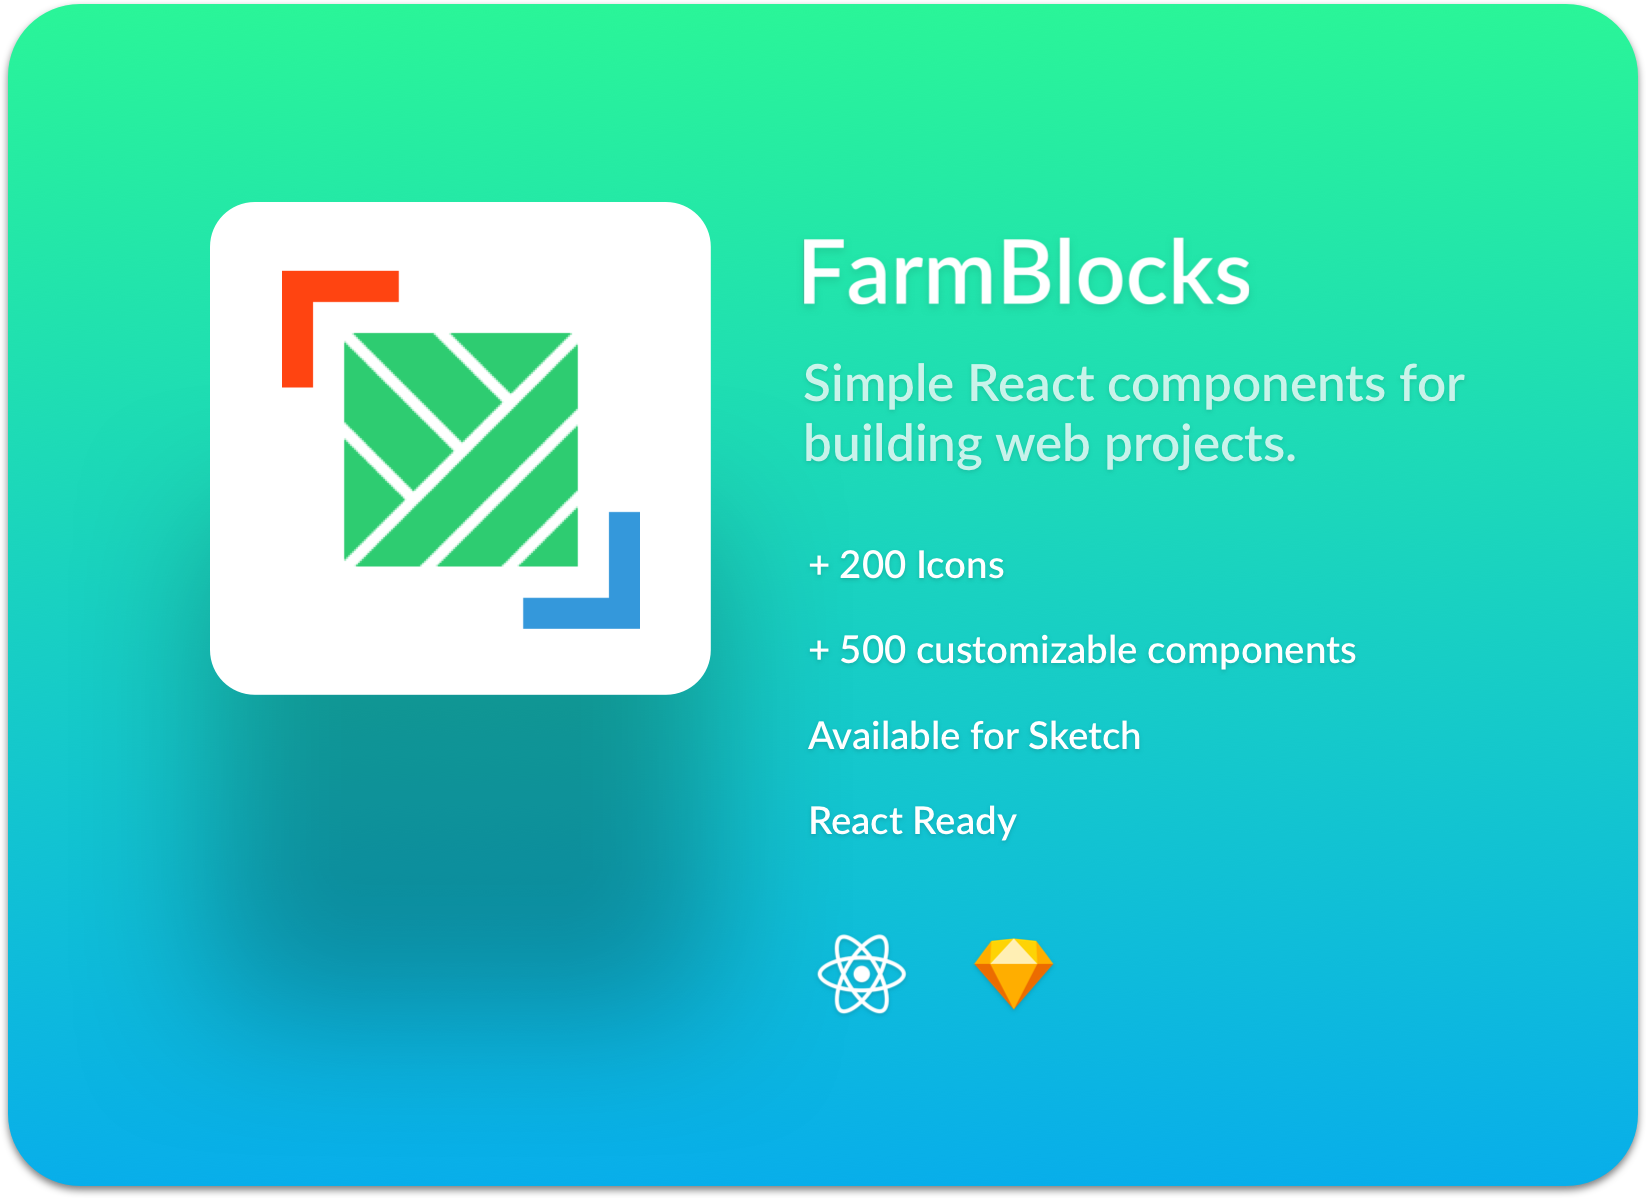 FarmBlocks
Simple React components for
building web projects.
+ 200 Icons
+ 500 customizable components
Available for Sketch
React Ready